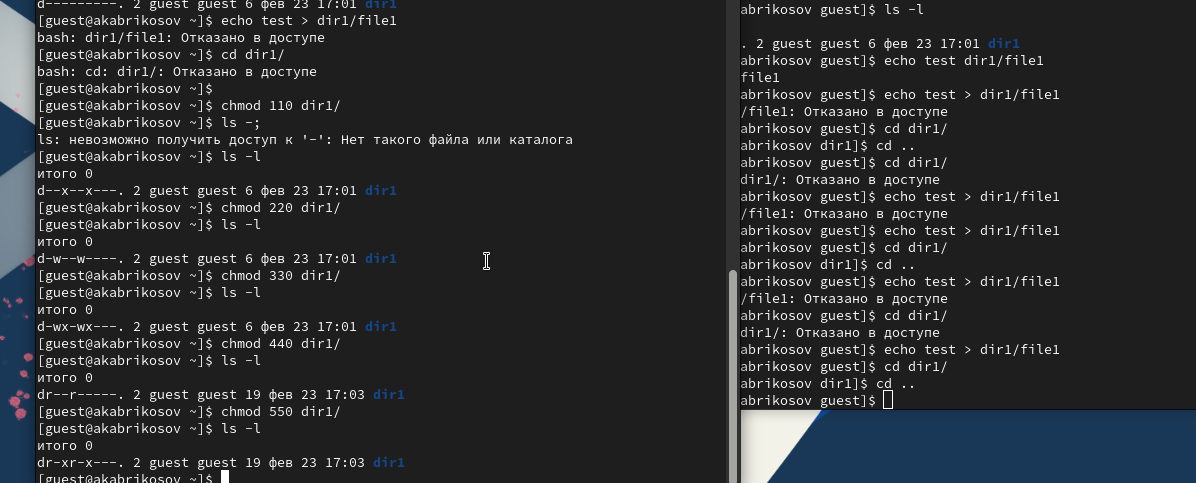 d---------. 2 guest guest 6 фев 23 17:01 dir1
[guest@akabrikosov ~]$ echo test > dir1/file1
bash: dir1/file1: Отказано в доступе
[guest@akabrikosov ~]$ cd dir1/
bash: cd: dir1/: Отказано в доступе
[guest@akabrikosov ~]$
[guest@akabrikosov ~]$ chmod 110 dir1/
[guest@akabrikosov ~]$ ls -;
ls: невозможно получить доступ к '-': Нет такого файла или каталога
[guest@akabrikosov ~]$ ls -l
итого 0
d--x--x---. 2 guest guest 6 фев 23 17:01 dir1
[guest@akabrikosov ~]$ chmod 220 dir1/
[guest@akabrikosov ~]$ ls -l
итого 0
d-w--w----. 2 guest guest 6 фев 23 17:01 dir1
[guest@akabrikosov ~]$ chmod 330 dir1/
[guest@akabrikosov ~]$ ls -l
итого 0
d-wx-wx---. 2 guest guest 6 фев 23 17:01 dir1
[guest@akabrikosov ~]$ chmod 440 dir1/
[guest@akabrikosov ~]$ ls -l
итого 0
dr--r-----. 2 guest guest 19 фев 23 17:03 dir1
[guest@akabrikosov ~]$ chmod 550 dir1/
[guest@akabrikosov ~]$ ls -l
итого 0
dr-xr-x---. 2 guest guest 19 фев 23 17:03 dir1
[guest@akabrikosov ~]$
abrikosov guest]$ ls -l
. 2 guest guest 6 фев 23 17:01 dir1
abrikosov guest]$ echo test dir1/file1
file1
abrikosov guest]$ echo test > dir1/file1
/file1: Отказано в доступе
abrikosov guest]$ cd dir1/
abrikosov dir1]$ cd ..
abrikosov guest]$ cd dir1/
dir1/: Отказано в доступе
abrikosov guest]$ echo test > dir1/file1
/file1: Отказано в доступе
abrikosov guest]$ echo test > dir1/file1
abrikosov guest]$ cd dir1/
abrikosov dir1]$ cd ..
abrikosov guest]$ echo test > dir1/file1
/file1: Отказано в доступе
abrikosov guest]$ cd dir1/
dir1/: Отказано в доступе
abrikosov guest]$ echo test > dir1/file1
abrikosov guest]$ cd dir1/
abrikosov dir1]$ cd ..
abrikosov guest]$